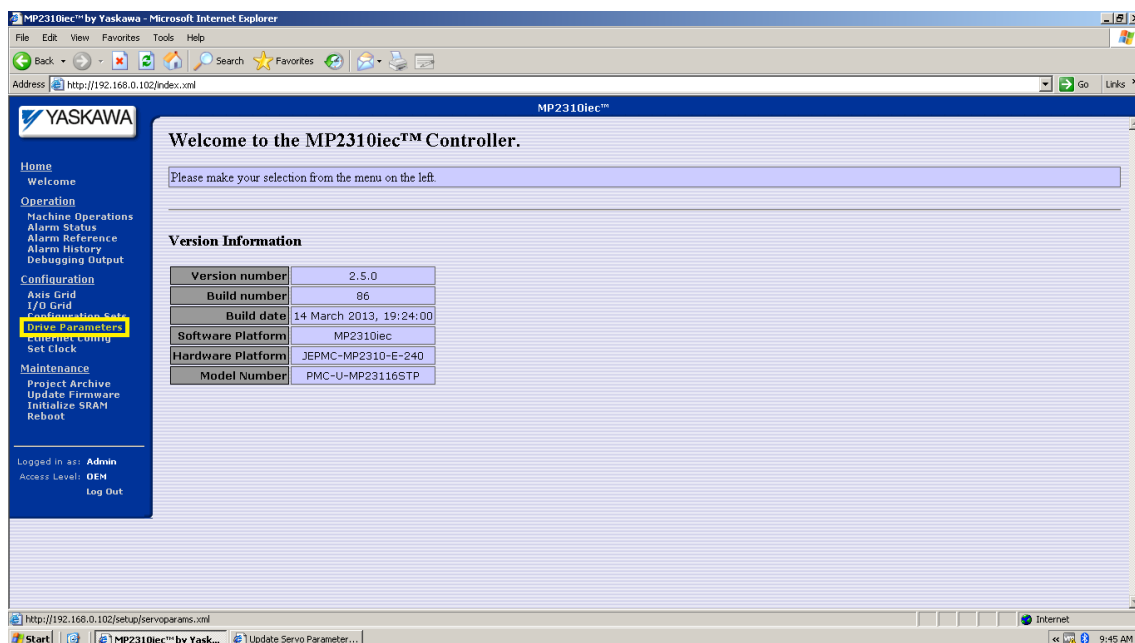 MP2310iec™ by Yaskawa - Microsoft Internet Explorer
File Edit View Favorites Tools Help
Back Search Favorites
Address http://192.168.0.102/index.xml Go Links
MP2310iec™
YASKAWA
Welcome to the MP2310iec™ Controller.
Please make your selection from the menu on the left.
Home
Welcome
Operation
Machine Operations
Alarm Status
Alarm Reference
Alarm History
Debugging Output
Configuration
Axis Grid
I/O Grid
Configuration Sets
Drive Parameters
Ethernet Config
Set Clock
Maintenance
Project Archive
Update Firmware
Initialize SRAM
Reboot
Logged in as: Admin
Access Level: OEM
Log Out
Version Information
Version number 2.5.0
Build number 86
Build date 14 March 2013, 19:24:00
Software Platform MP2310iec
Hardware Platform JEPMC-MP2310-E-240
Model Number PMC-U-MP23116STP
http://192.168.0.102/setup/servoparams.xml Internet
Start MP2310iec™ by Yask... Update Servo Parameter... 9:45 AM